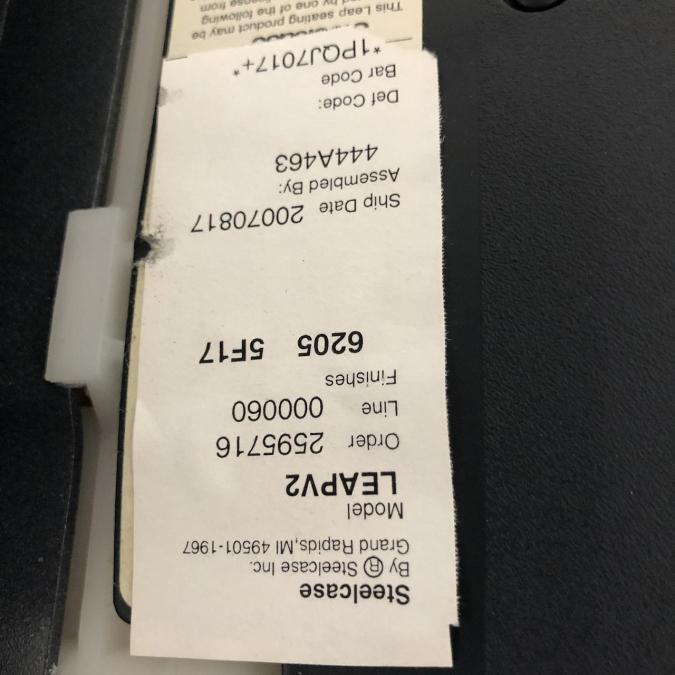 Steelcase
By ® Steelcase Inc.
Grand Rapids,MI 49501-1967
Model
LEAPV2
Order 2595716
Line 000060
Finishes
6205 5F17
Ship Date 20070817
Assembled By:
444A463
Def Code:
Bar Code
*1PQJ7017+*
This Leap seating product may be
by one of the following
from